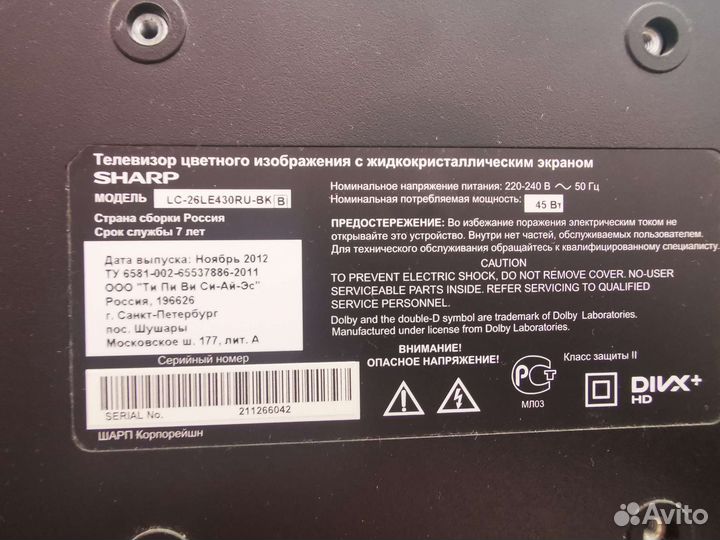 Телевизор цветного изображения с жидкокристаллическим экраном
SHARP
МОДЕЛЬ LC-26LE430RU-BK B
Страна сборки Россия
Срок службы 7 лет
Дата выпуска: Ноябрь 2012
ТУ 6581-002-65537886-2011
ООО "Ти Пи Ви Си-Ай-Эс"
Россия, 196626
г. Санкт-Петербург
пос. Шушары
Московское ш. 177, лит. А
Серийный номер
SERIAL No. 211266042
ШАРП Корпорейшн
Номинальное напряжение питания: 220-240 В ~ 50 Гц
Номинальная потребляемая мощность: 45 Вт
ПРЕДОСТЕРЕЖЕНИЕ: Во избежание поражения электрическим током не
открывайте это устройство. Внутри нет частей, обслуживаемых пользователем.
Для технического обслуживания обращайтесь к квалифицированному специалисту.
CAUTION
TO PREVENT ELECTRIC SHOCK, DO NOT REMOVE COVER. NO-USER
SERVICEABLE PARTS INSIDE. REFER SERVICING TO QUALIFIED
SERVICE PERSONNEL.
Dolby and the double-D symbol are trademark of Dolby Laboratories.
Manufactured under license from Dolby Laboratories.
ВНИМАНИЕ!
ОПАСНОЕ НАПРЯЖЕНИЕ!
РСТ
МЛ03
Класс защиты II
DIVX+
HD
Avito